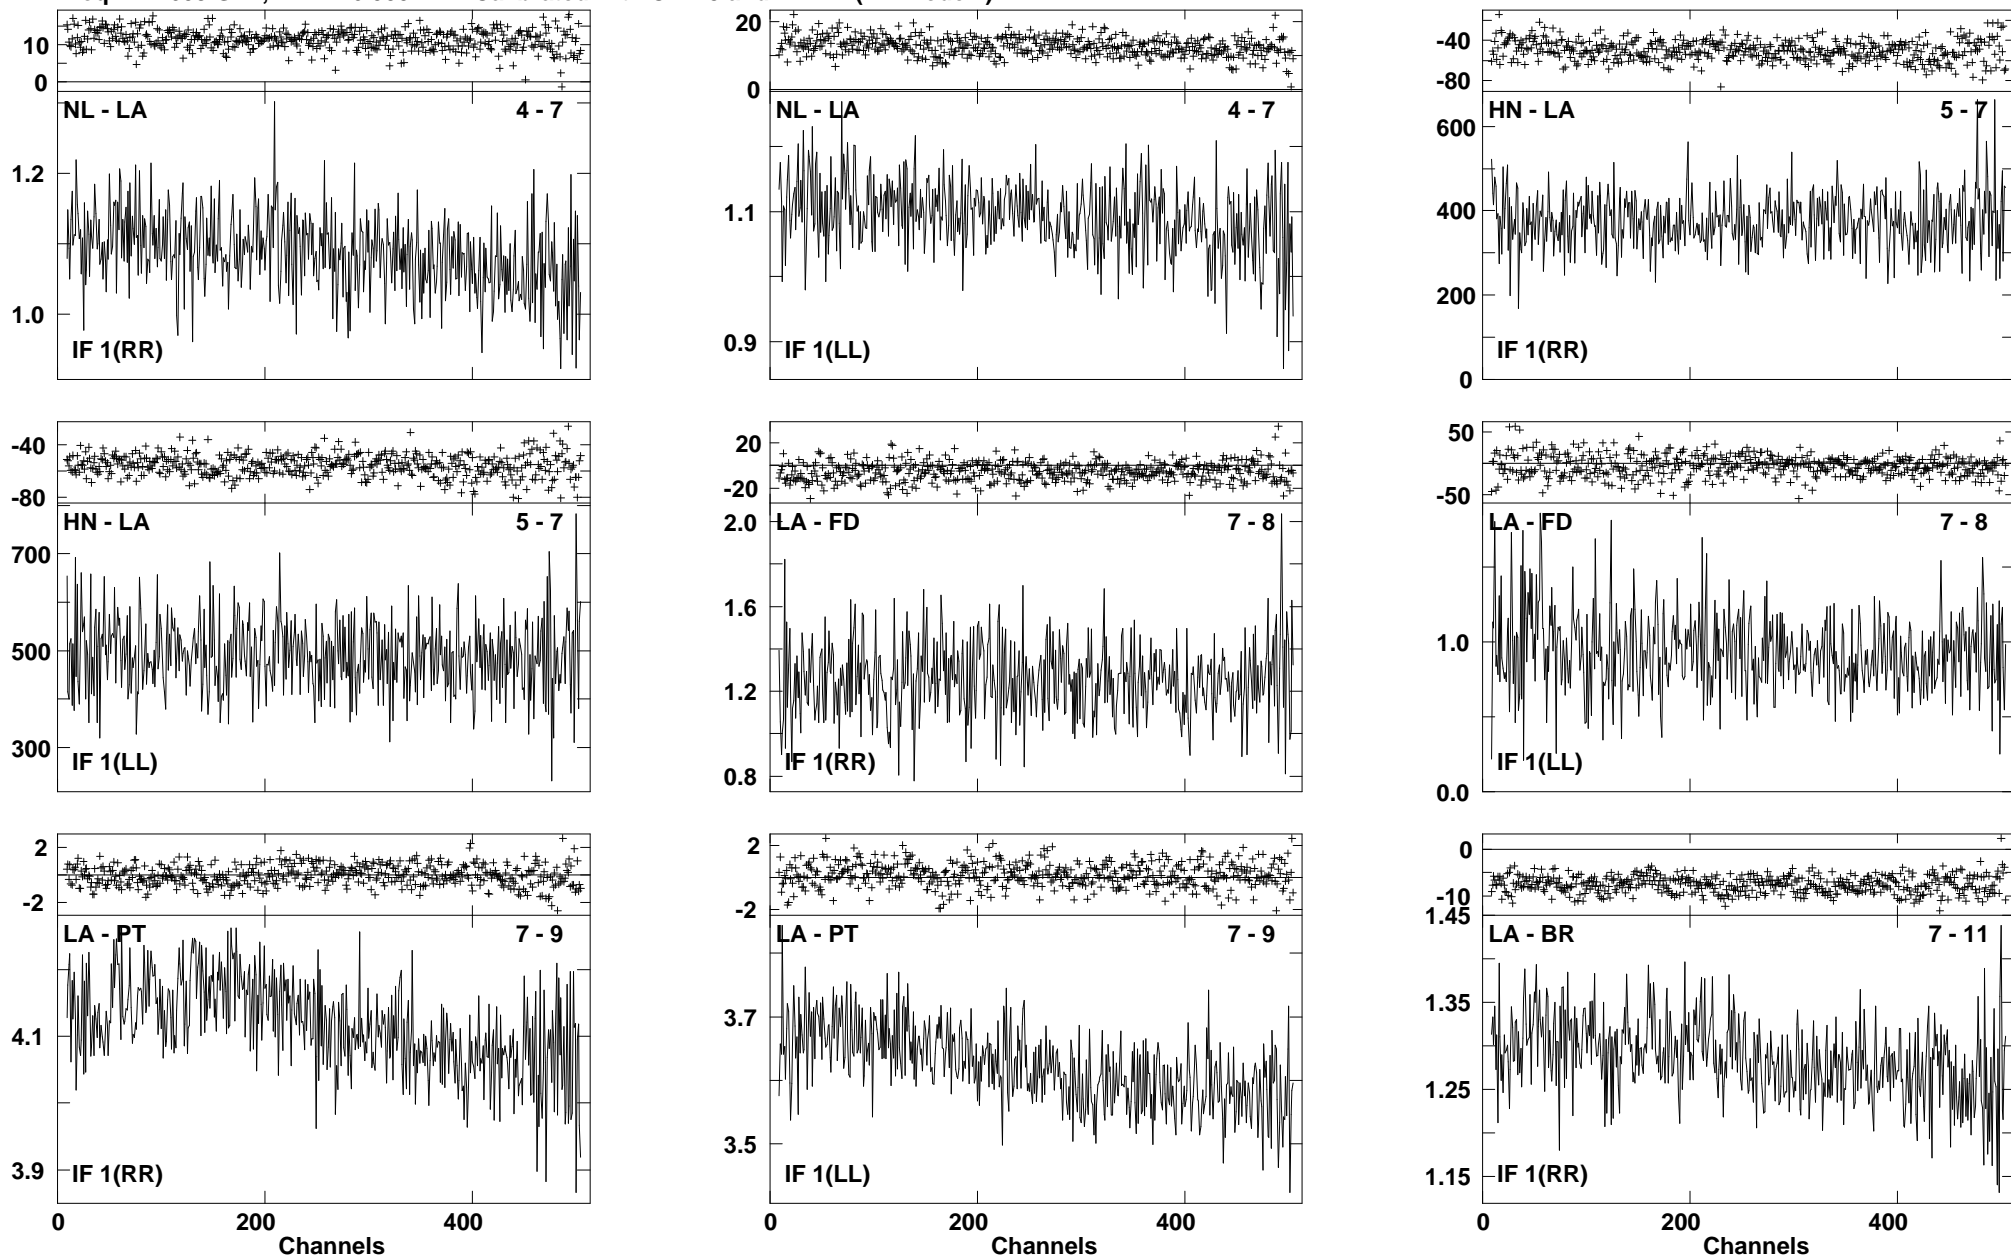 10
0
NL - LA 4 - 7
1.2
1.0
IF 1(RR)
20
10
0
NL - LA 4 - 7
1.1
0.9
IF 1(LL)
-40
-80
HN - LA 5 - 7
600
400
200
0
IF 1(RR)
-40
-80
HN - LA 5 - 7
700
500
300
IF 1(LL)
20
-20
LA - FD 7 - 8
2.0
1.6
1.2
0.8
IF 1(RR)
50
-50
LA - FD 7 - 8
1.0
0.0
IF 1(LL)
2
-2
LA - PT 7 - 9
4.1
3.9
IF 1(RR)
0 200 400
Channels
2
-2
LA - PT 7 - 9
3.7
3.5
IF 1(LL)
0 200 400
Channels
0
-10
1.45
LA - BR 7 - 11
1.35
1.25
1.15
IF 1(RR)
0 200 400
Channels